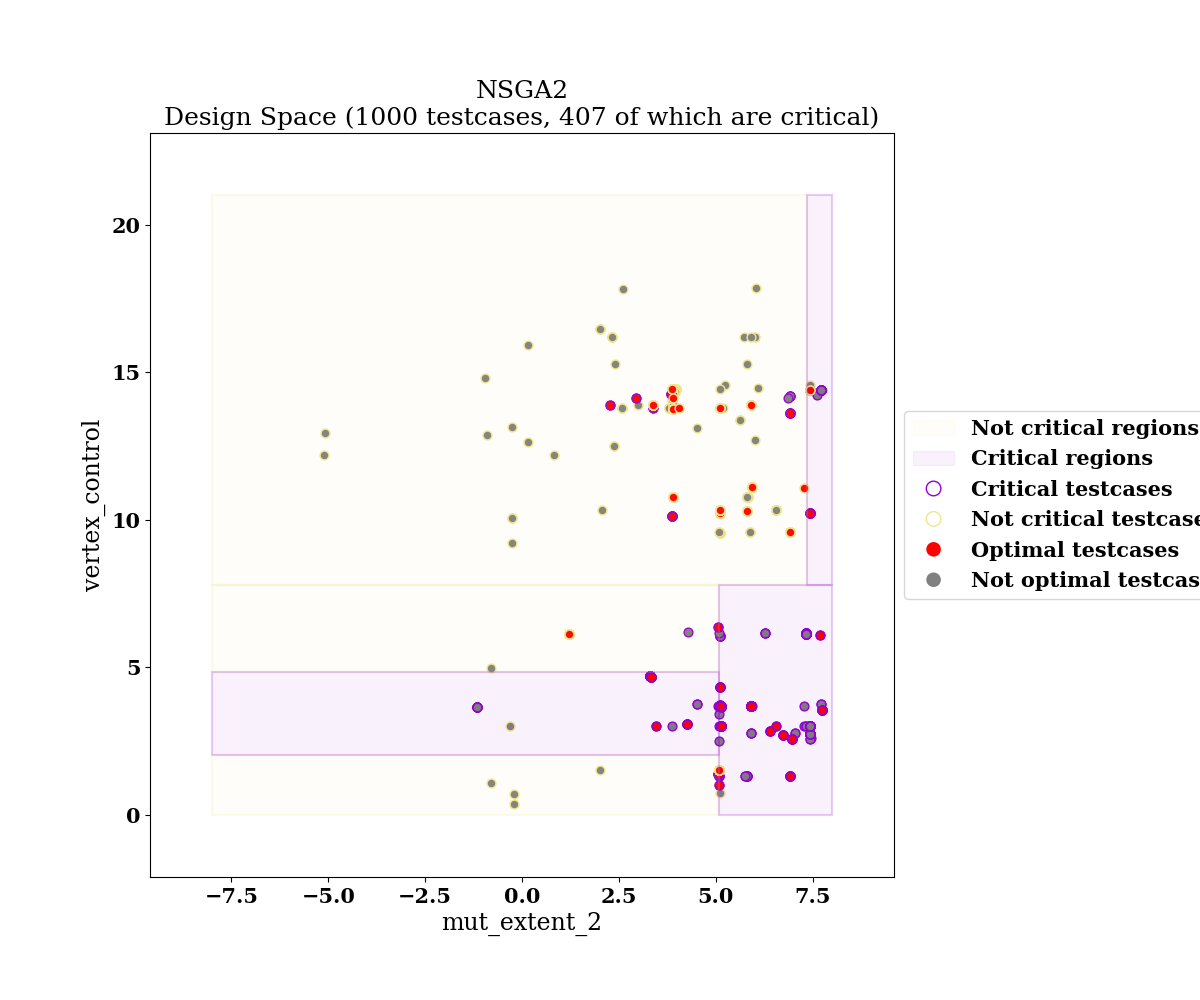 NSGA2
Design Space (1000 testcases, 407 of which are critical)
20
15
10
5
0
vertex_control
−7.5
−5.0
−2.5
0.0
2.5
5.0
7.5
mut_extent_2
Not critical regions
Critical regions
Critical testcases
Not critical testcase
Optimal testcases
Not optimal testcas